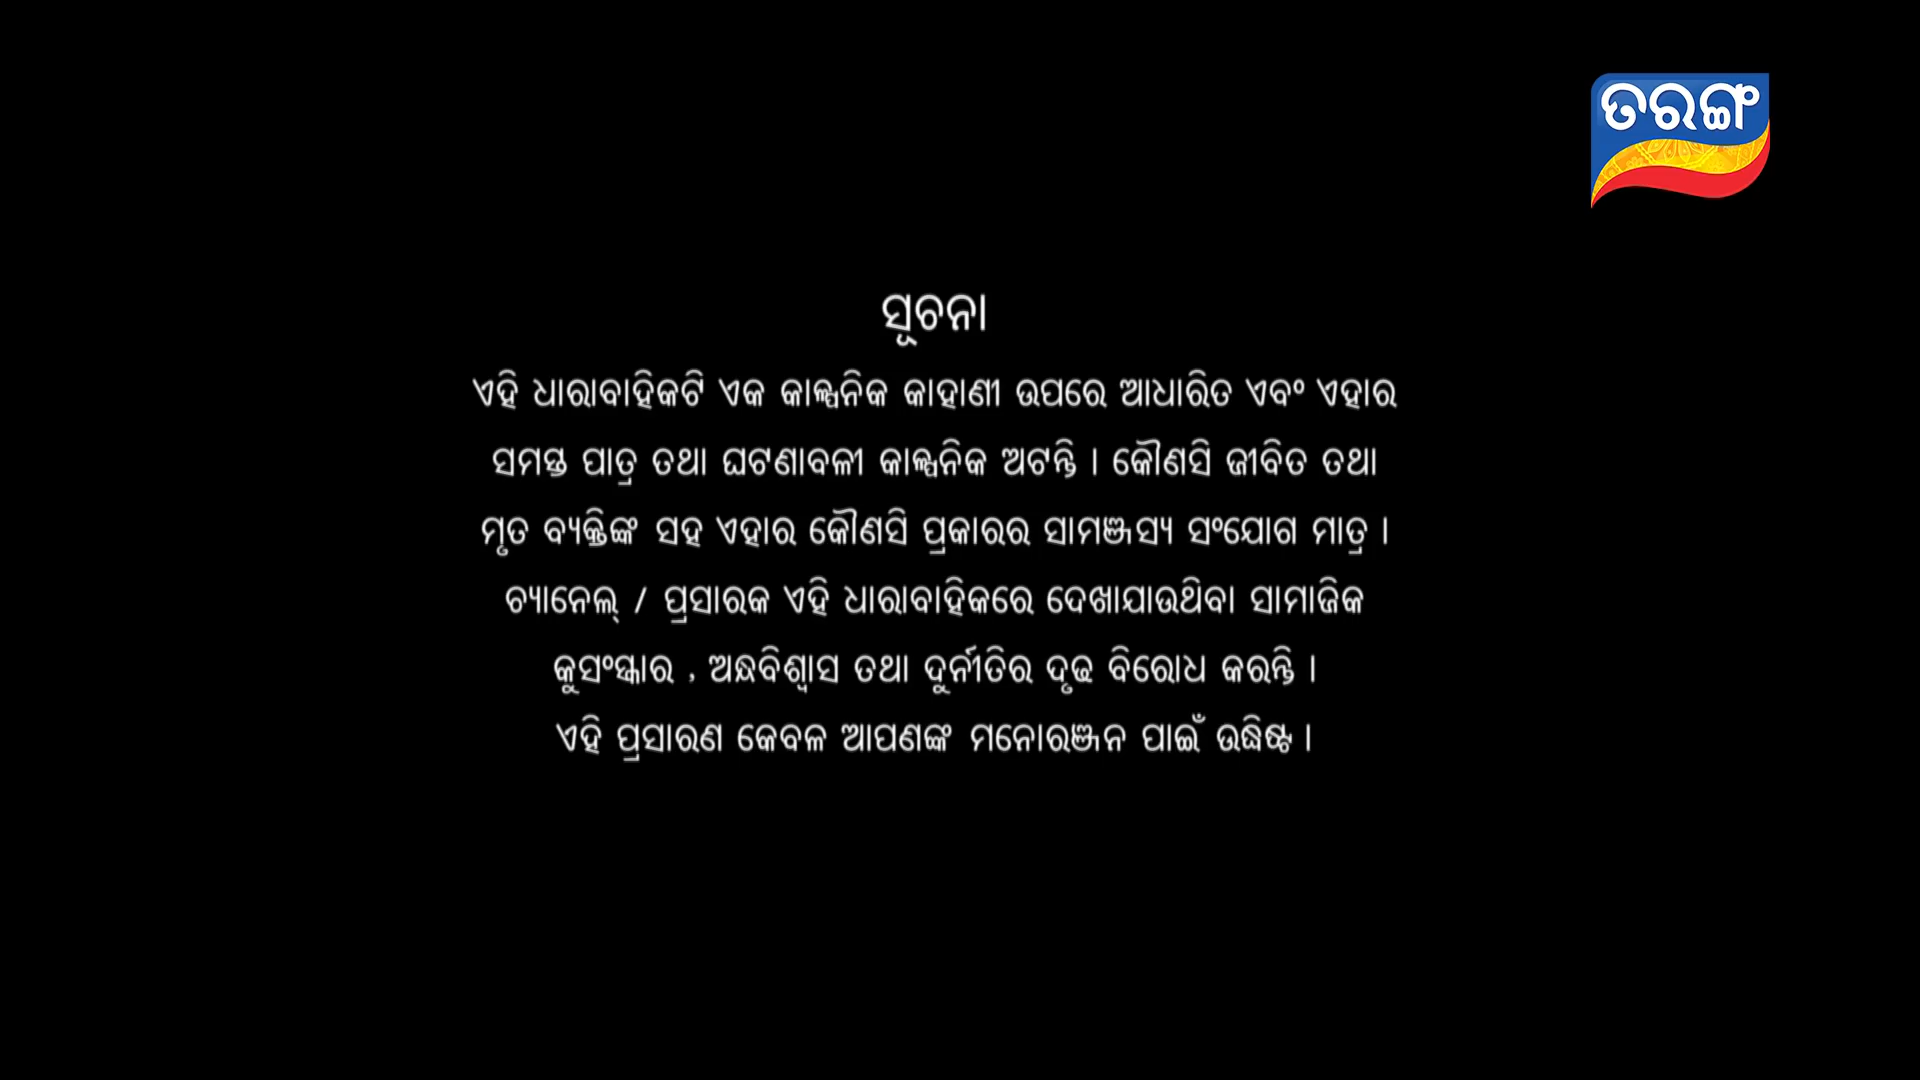 ତରଙ୍ଗ
ସୂଚନା
ଏହି ଧାରାବାହିକଟି ଏକ କାଳ୍ପନିକ କାହାଣୀ ଉପରେ ଆଧାରିତ ଏବଂ ଏହାର
ସମସ୍ତ ପାତ୍ର ତଥା ଘଟଣାବଳୀ କାଳ୍ପନିକ ଅଟନ୍ତି । କୌଣସି ଜୀବିତ ତଥା
ମୃତ ବ୍ୟକ୍ତିଙ୍କ ସହ ଏହାର କୌଣସି ପ୍ରକାରର ସାମଞ୍ଜସ୍ୟ ସଂଯୋଗ ମାତ୍ର ।
ଚ୍ୟାନେଲ୍ / ପ୍ରସାରକ ଏହି ଧାରାବାହିକରେ ଦେଖାଯାଉଥିବା ସାମାଜିକ
କୁସଂସ୍କାର , ଅନ୍ଧବିଶ୍ୱାସ ତଥା ଦୁର୍ନୀତିର ଦୃଢ ବିରୋଧ କରନ୍ତି ।
ଏହି ପ୍ରସାରଣ କେବଳ ଆପଣଙ୍କ ମନୋରଞ୍ଜନ ପାଇଁ ଉଦ୍ଧିଷ୍ଟ ।